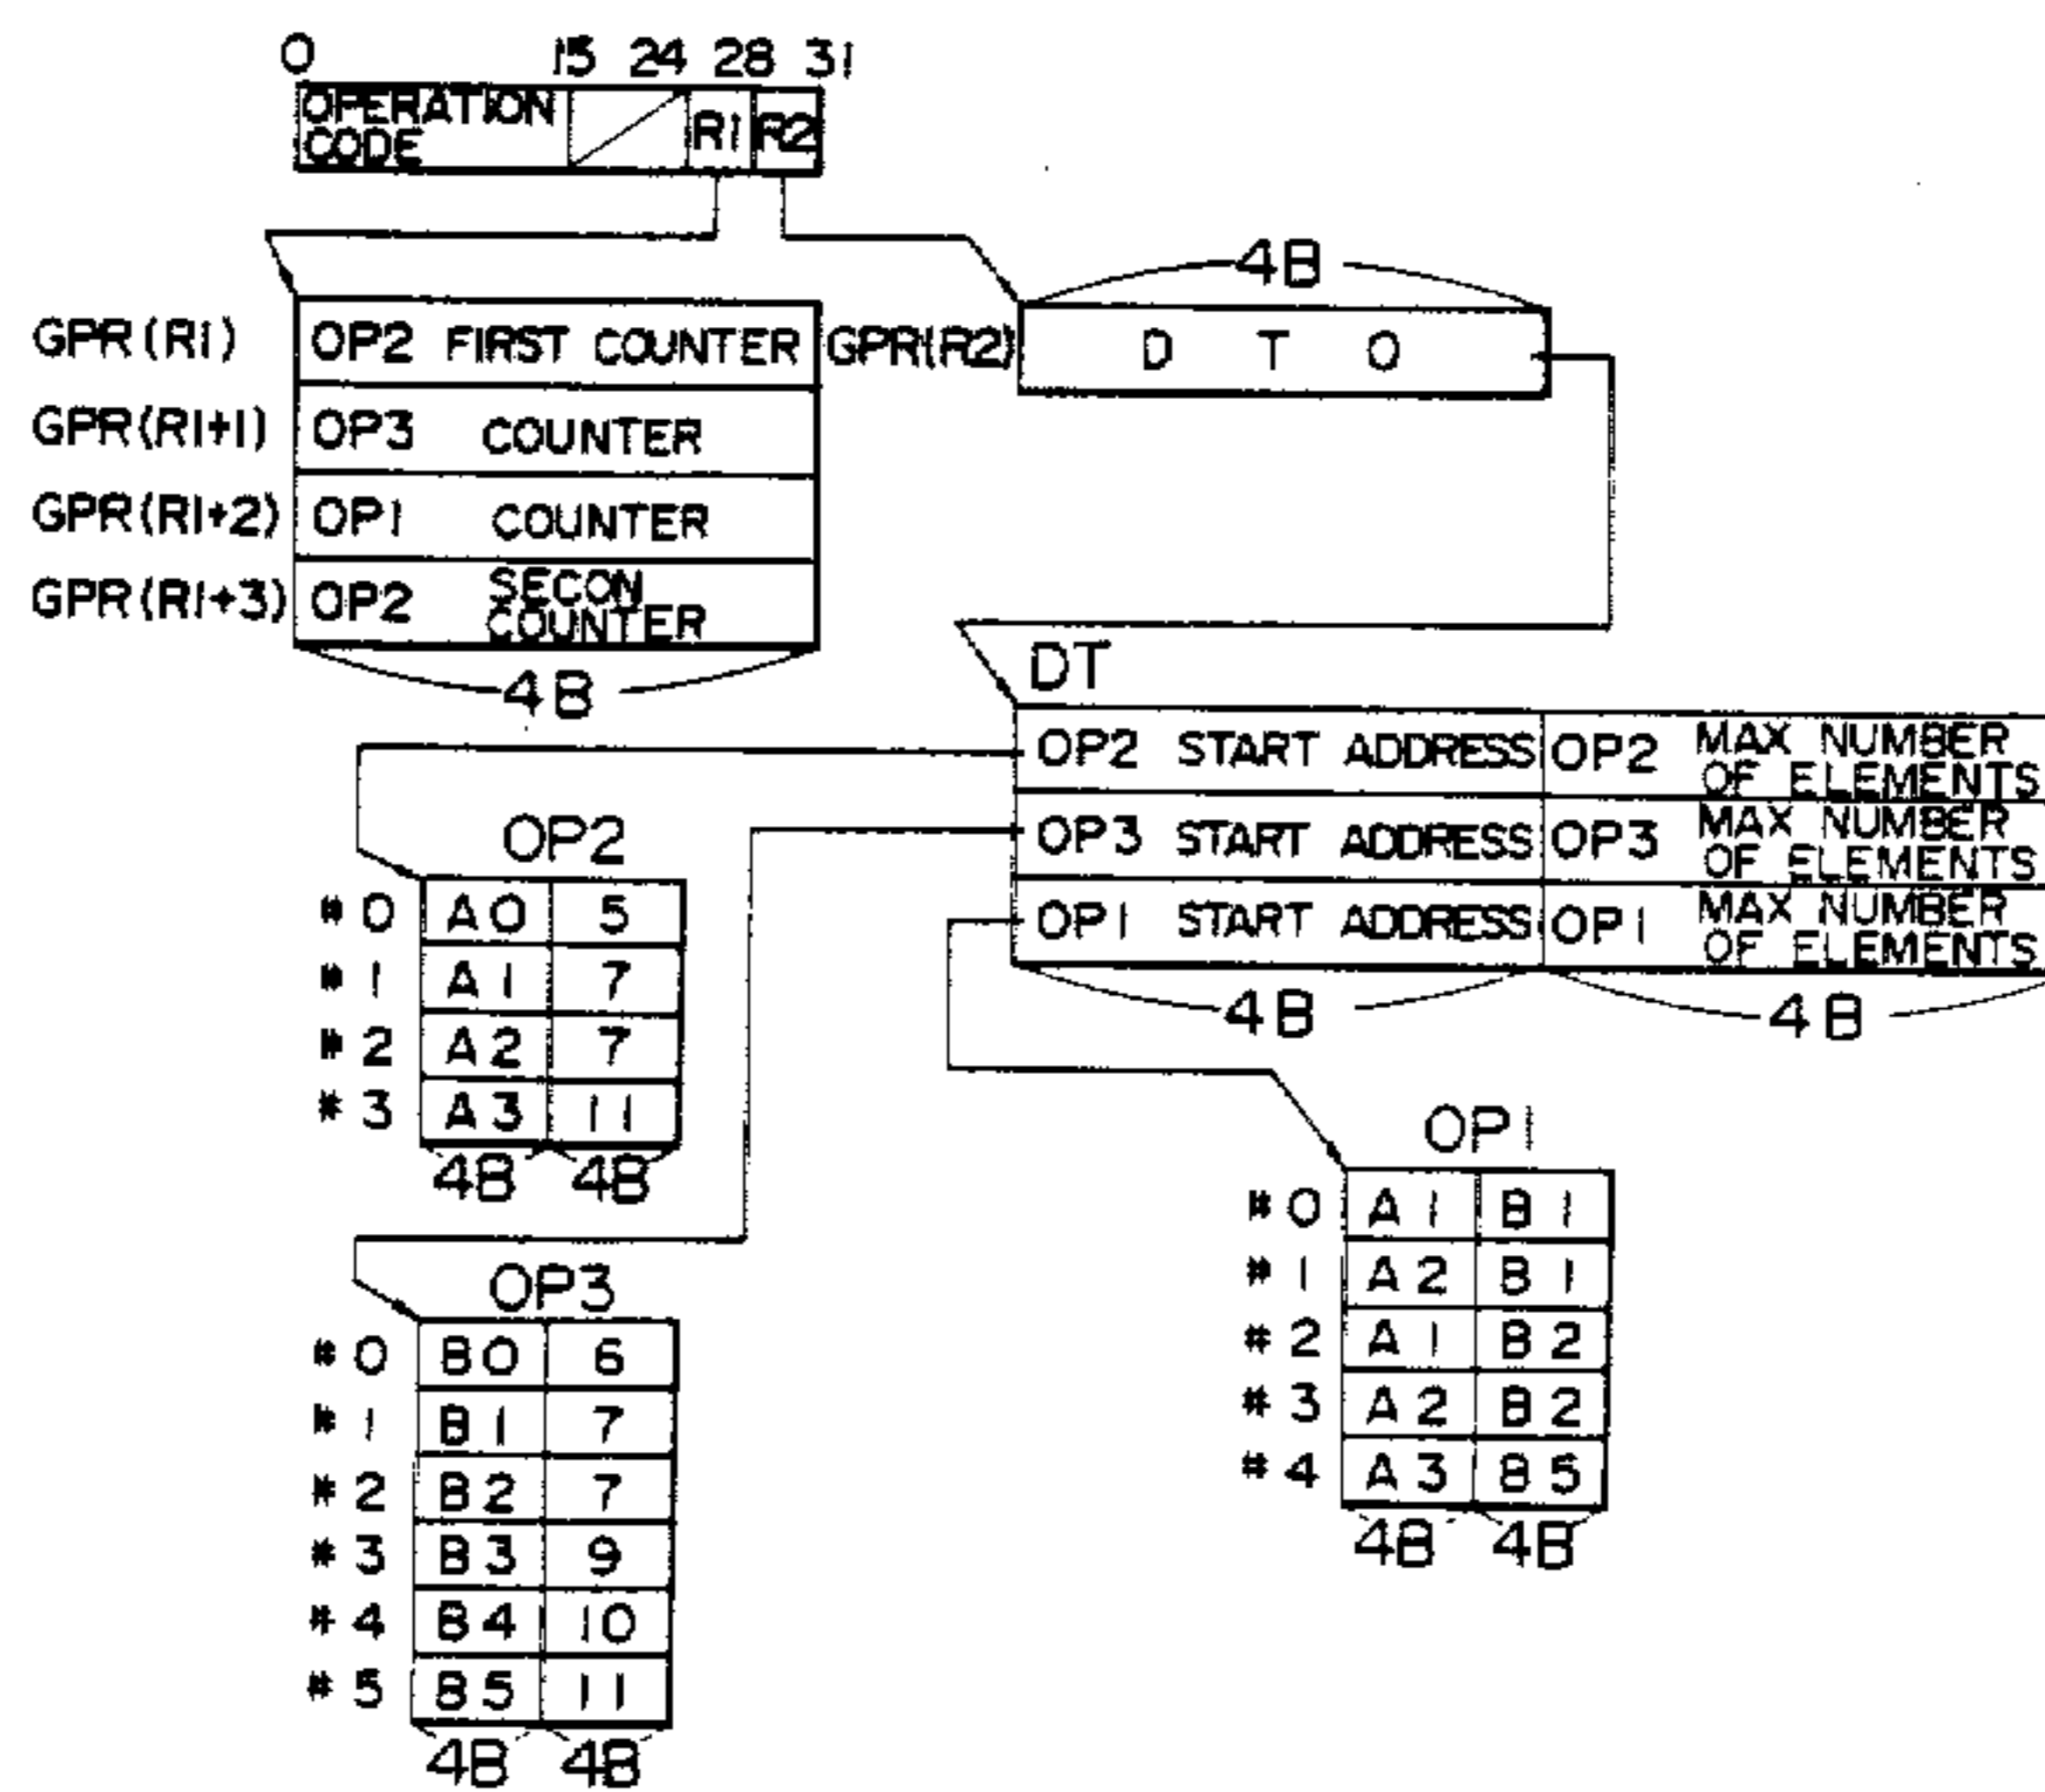 0 15 24 28 31
OPERATION CODE R1 R2
4B
GPR(R1) OP2 FIRST COUNTER GPR(R2) D T O
GPR(R1+1) OP3 COUNTER
GPR(R1+2) OP1 COUNTER
GPR(R1+3) OP2 SECON COUNTER
4B
DT
OP2 START ADDRESS OP2 MAX NUMBER OF ELEMENTS
OP3 START ADDRESS OP3 MAX NUMBER OF ELEMENTS
OP1 START ADDRESS OP1 MAX NUMBER OF ELEMENTS
4B 4B
OP2
#0 A0 5
#1 A1 7
#2 A2 7
#3 A3 11
4B 4B
OP3
#0 B0 6
#1 B1 7
#2 B2 7
#3 B3 9
#4 B4 10
#5 B5 11
4B 4B
OP1
#0 A1 B1
#1 A2 B1
#2 A1 B2
#3 A2 B2
#4 A3 B5
4B 4B